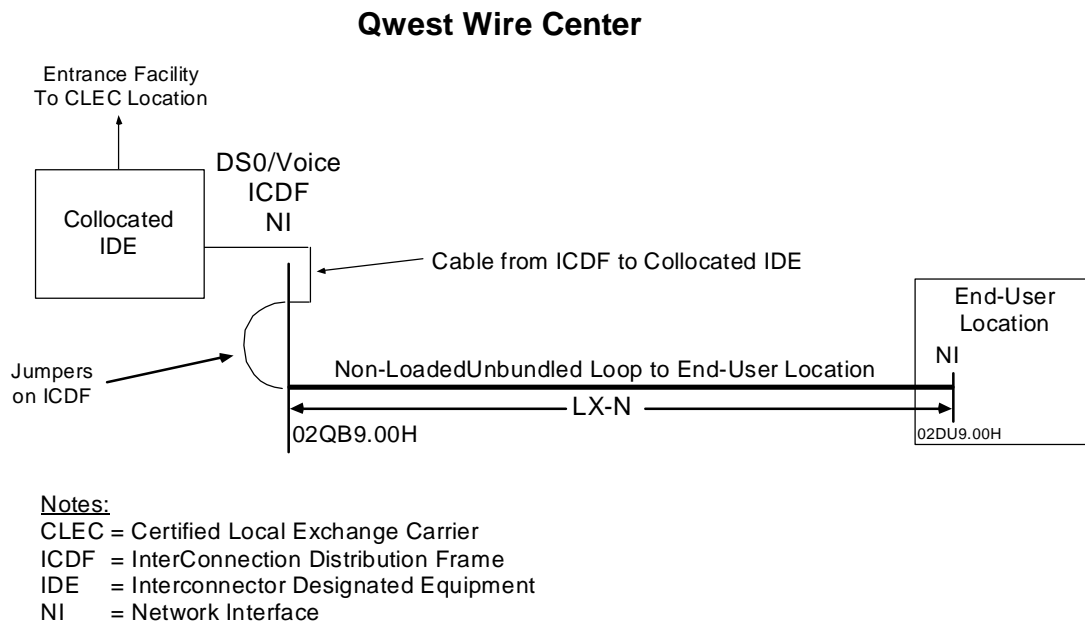 Qwest Wire Center
Entrance Facility
To CLEC Location
DS0/Voice
ICDF
NI
Collocated
IDE
Cable from ICDF to Collocated IDE
End-User
Location
NI
Jumpers
on ICDF
Non-LoadedUnbundled Loop to End-User Location
LX-N
02QB9.00H
02DU9.00H
Notes:
CLEC = Certified Local Exchange Carrier
ICDF = InterConnection Distribution Frame
IDE = Interconnector Designated Equipment
NI = Network Interface